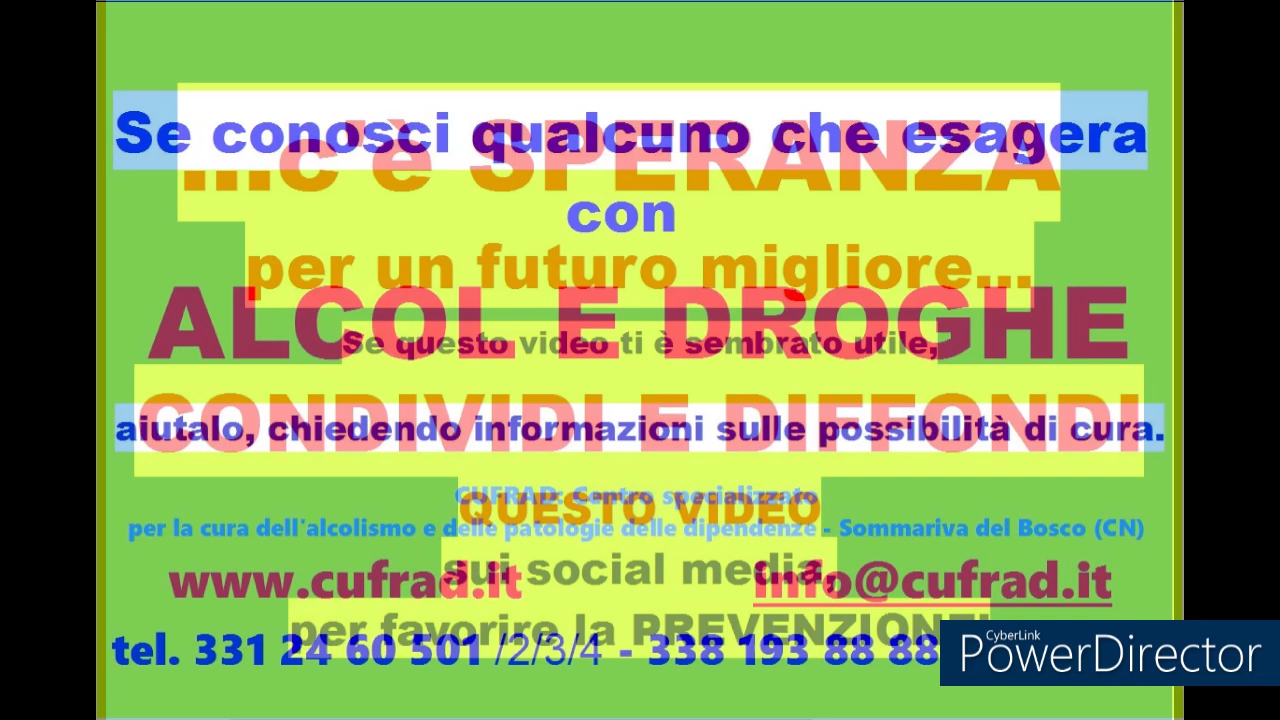 Se conosci qualcuno che esagera
...c'è SPERANZA
con
per un futuro migliore...
ALCOL E DROGHE
Se questo video ti è sembrato utile,
CONDIVIDI E DIFFONDI
aiutalo, chiedendo informazioni sulle possibilità di cura.
CUFRAD: Centro specializzato
QUESTO VIDEO
per la cura dell'alcolismo e delle patologie delle dipendenze - Sommariva del Bosco (CN)
sui social media,
www.cufrad.it info@cufrad.it
per favorire la PREVENZIONE!
tel. 331 24 60 501 /2/3/4 - 338 193 88 88
CyberLink
PowerDirector